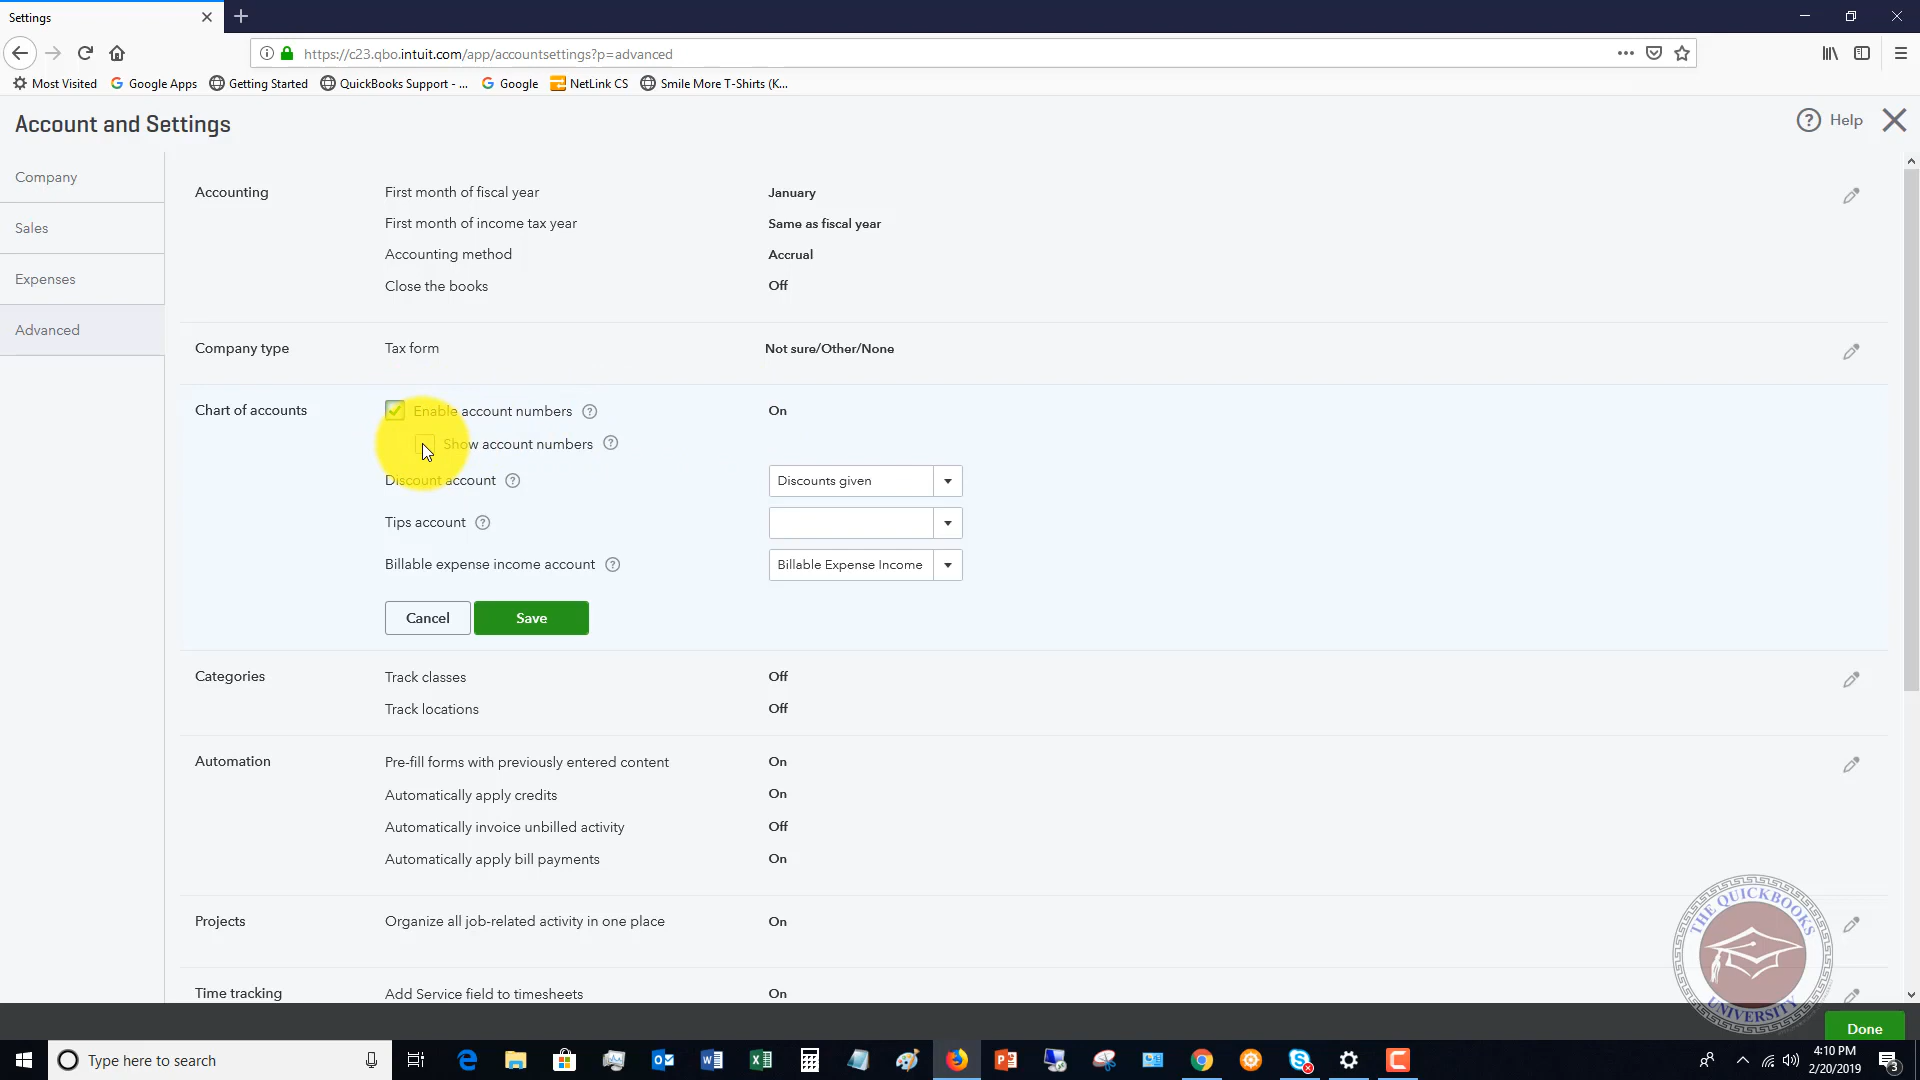 Settings
https://c23.qbo.intuit.com/app/accountsettings?p=advanced
Most Visited Google Apps Getting Started QuickBooks Support - ... Google NetLink CS Smile More T-Shirts (K...
Account and Settings
Help
Company
Sales
Expenses
Advanced
Accounting First month of fiscal year January
First month of income tax year Same as fiscal year
Accounting method Accrual
Close the books Off
Company type Tax form Not sure/Other/None
Chart of accounts Enable account numbers On
Show account numbers
Discount account Discounts given
Tips account
Billable expense income account Billable Expense Income
Cancel Save
Categories Track classes Off
Track locations Off
Automation Pre-fill forms with previously entered content On
Automatically apply credits On
Automatically invoice unbilled activity Off
Automatically apply bill payments On
Projects Organize all job-related activity in one place On
Time tracking Add Service field to timesheets On
THE QUICKBOOKS UNIVERSITY
Done
Type here to search
4:10 PM
2/20/2019
3